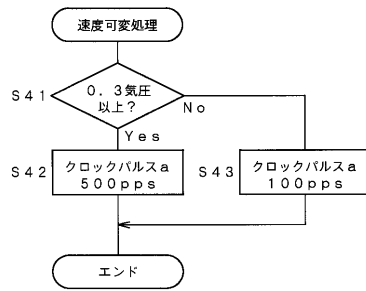 速度可変処理
S41
0．3気圧
以上？
No
Yes
S42
クロックパルスa
500pps
S43
クロックパルスa
100pps
エンド